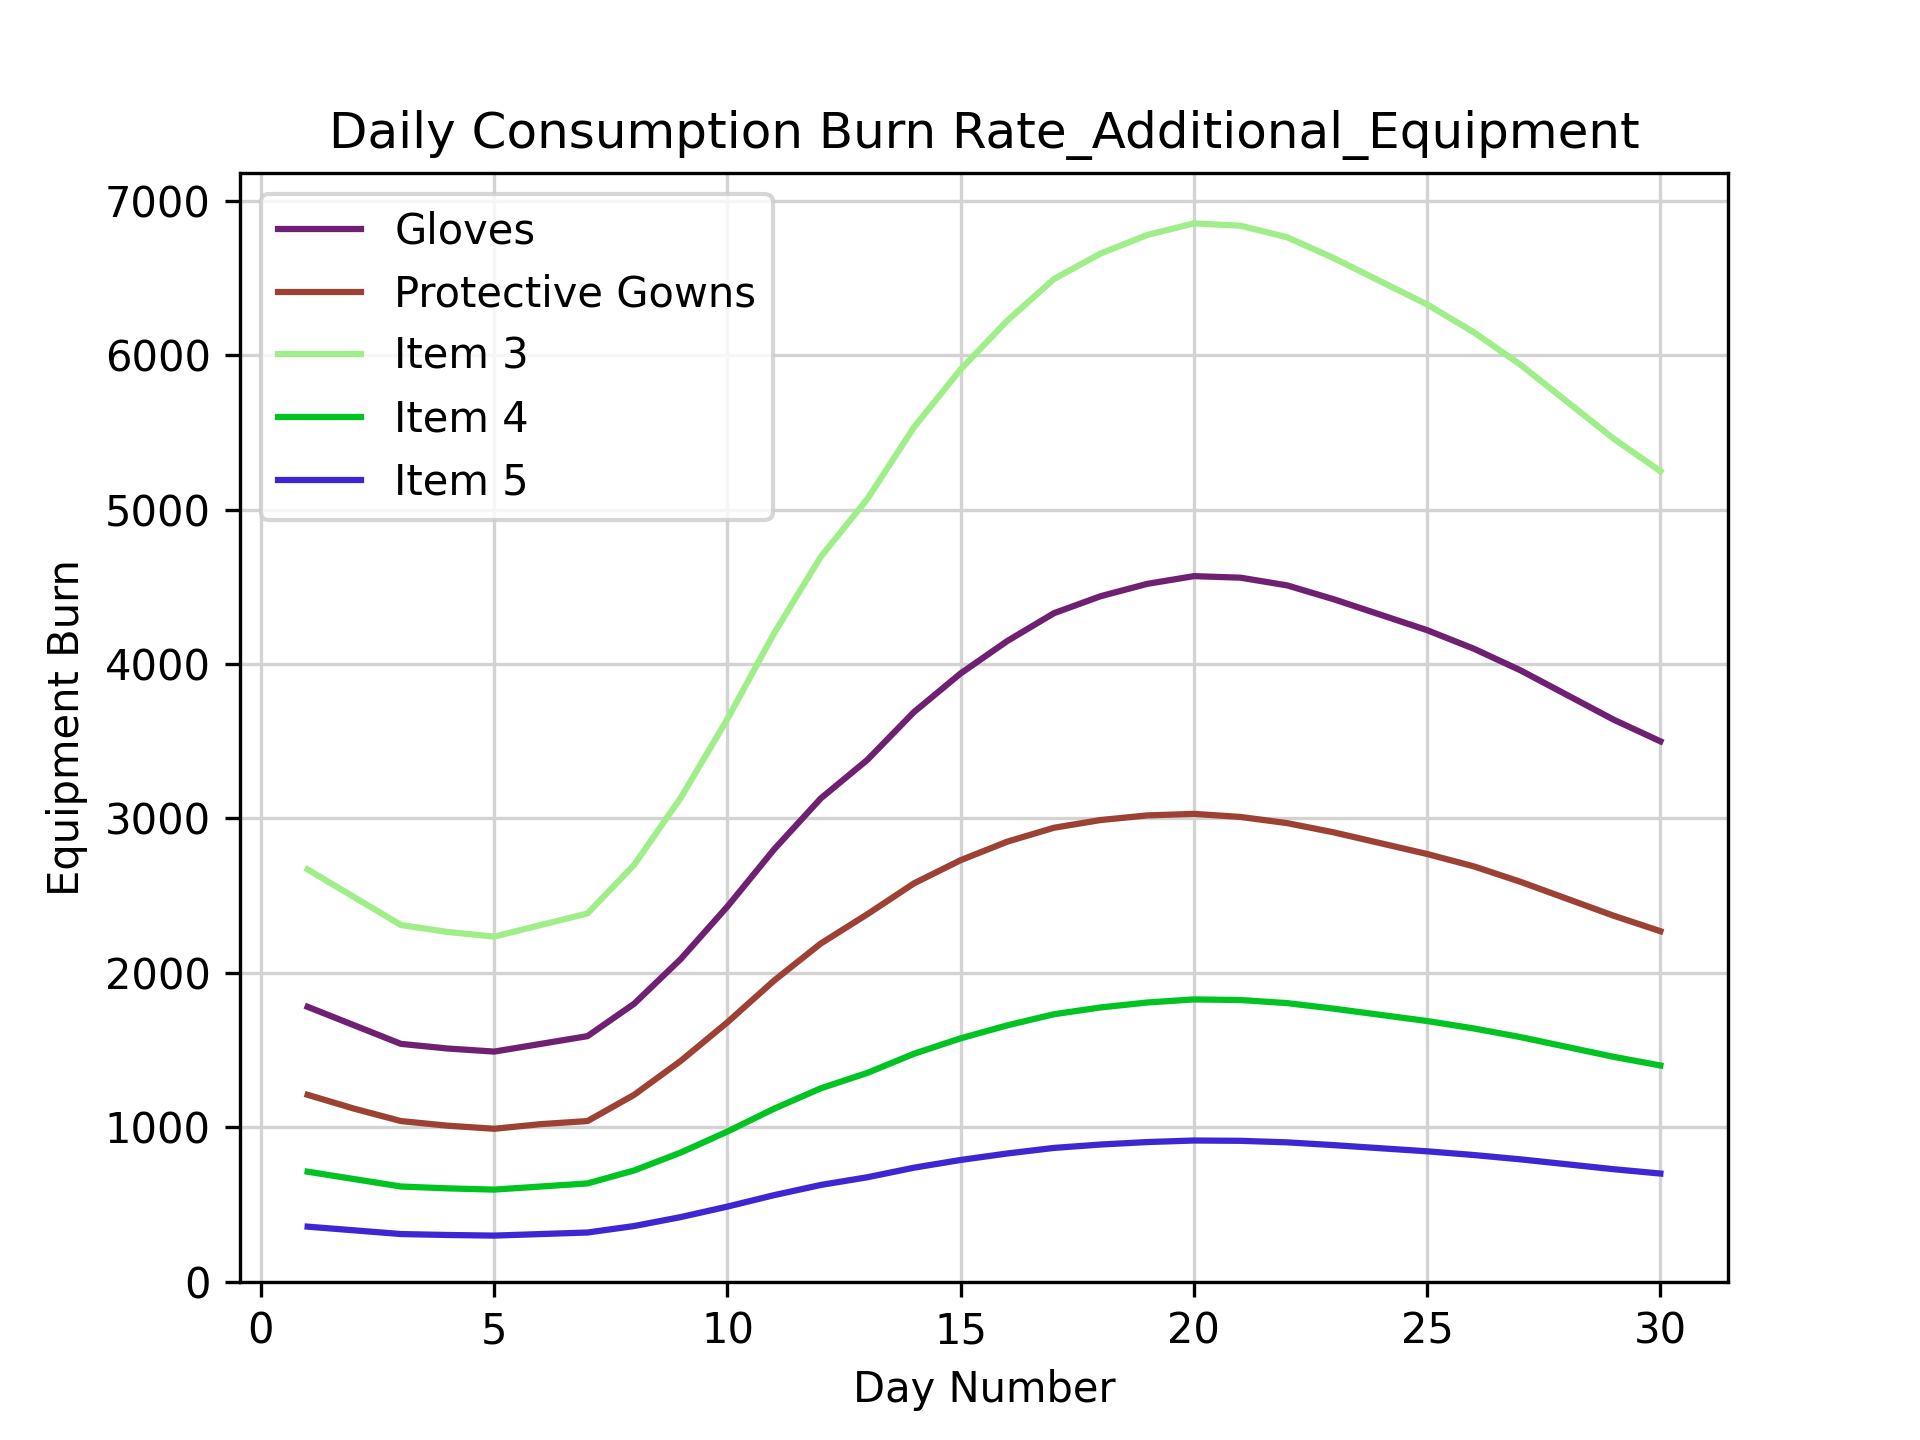 Daily Consumption Burn Rate_Additional_Equipment
7000
6000
5000
4000
3000
2000
1000
0
Equipment Burn
Gloves
Protective Gowns
Item 3
Item 4
Item 5
0 5 10 15 20 25 30
Day Number